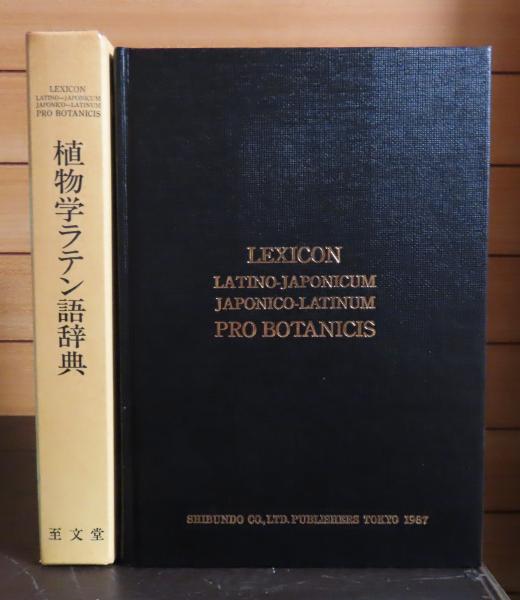 LEXICON
LATINO—JAPONICUM
JAPONICO—LATINUM
PRO BOTANICIS
植物学ラテン語辞典
至文堂
LEXICON
LATINO-JAPONICUM
JAPONICO-LATINUM
PRO BOTANICIS
SHIBUNDO CO., LTD. PUBLISHERS TOKYO 1987